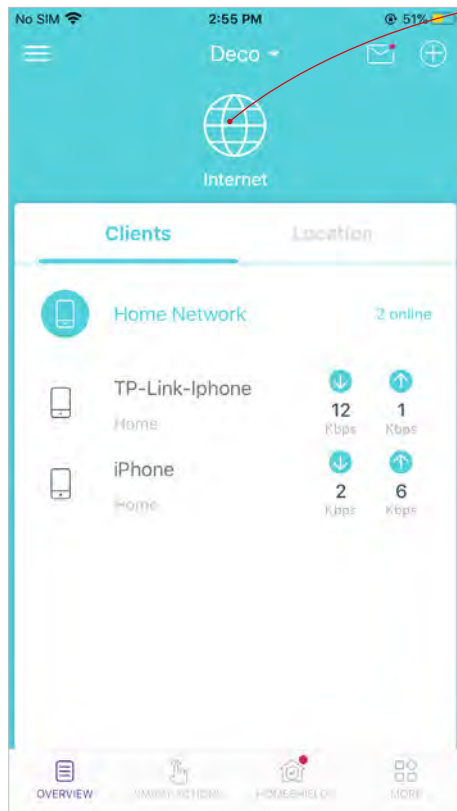 No SIM 2:55 PM 51%
Deco
Internet
Clients Location
Home Network 2 online
TP-Link-Iphone
12 1
Home Kbps Kbps
iPhone
2 6
Home Kbps Kbps
OVERVIEW SMART ACTIONS HOMESHIELD MORE